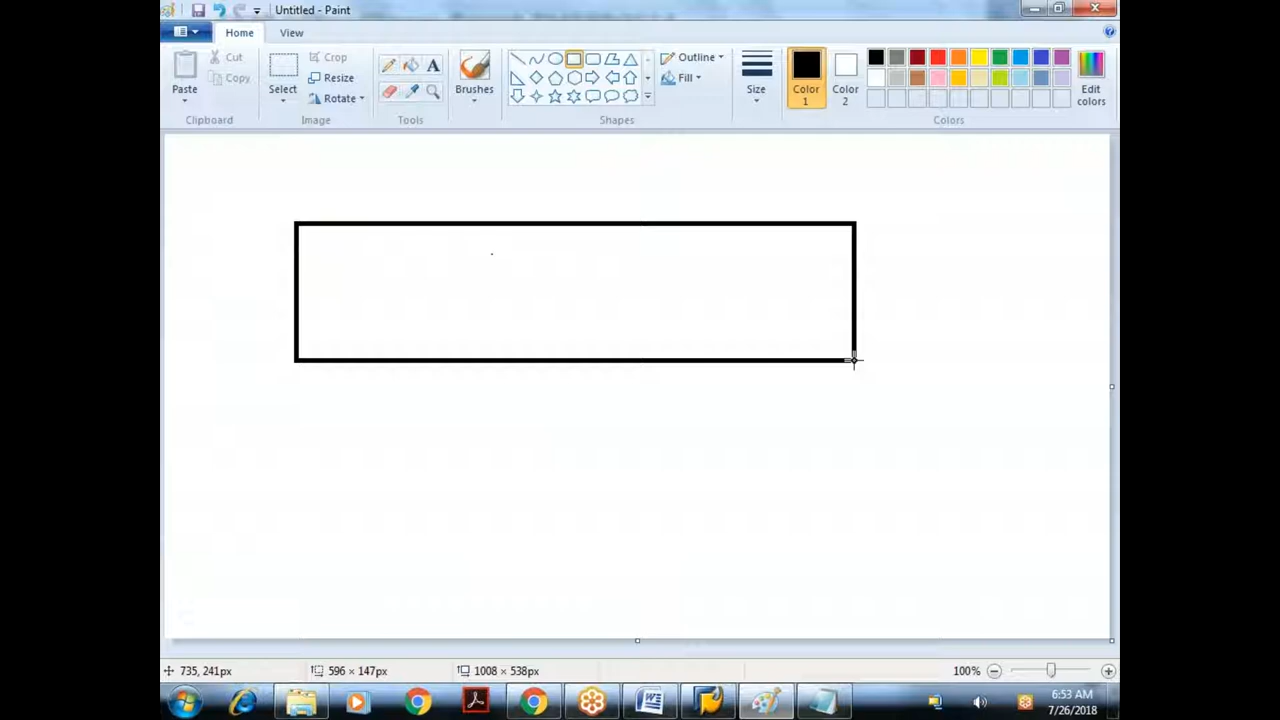 Untitled - Paint
Home
View
Paste
Cut
Copy
Clipboard
Select
Crop
Resize
Rotate
Image
A
Tools
Brushes
Outline
Fill
Shapes
Size
Color 1
Color 2
Edit colors
Colors
735, 241px
596 × 147px
1008 × 538px
100%
6:53 AM
7/26/2018